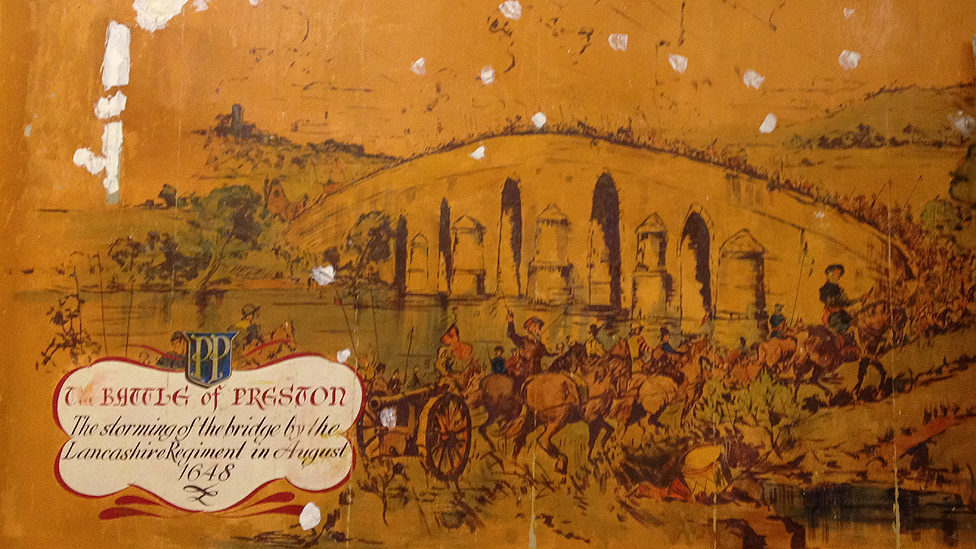 PP
The BATTLE of PRESTON
The storming of the bridge by the
Lancashire Regiment in August
1648